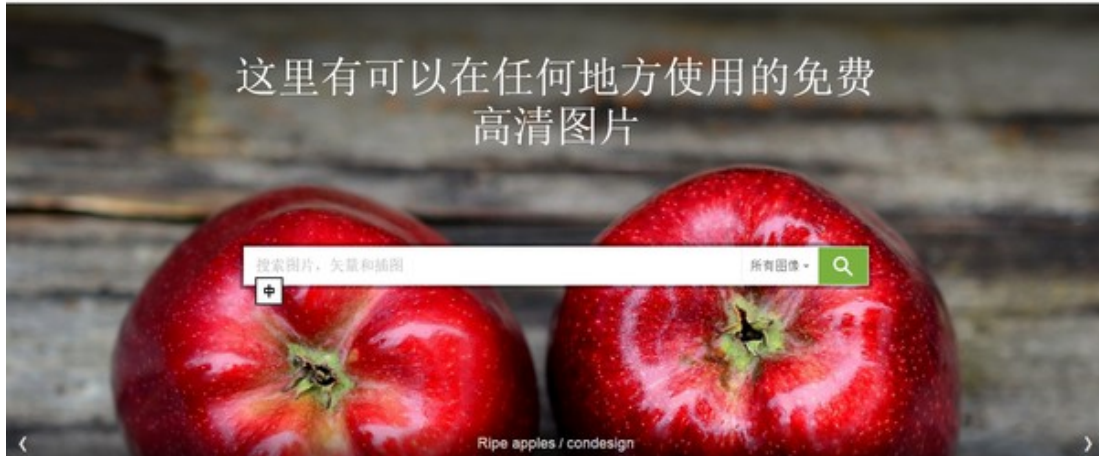 这里有可以在任何地方使用的免费
高清图片
搜索图片，矢量和插图
所有图像
中
Ripe apples / condesign